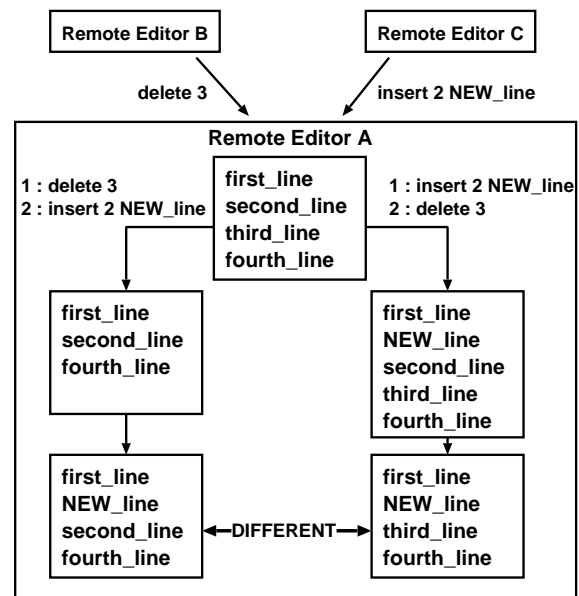 Remote Editor B
Remote Editor C
delete 3
insert 2 NEW_line
Remote Editor A
1 : delete 3
2 : insert 2 NEW_line
first_line
second_line
third_line
fourth_line
1 : insert 2 NEW_line
2 : delete 3
first_line
second_line
fourth_line
first_line
NEW_line
second_line
third_line
fourth_line
first_line
NEW_line
second_line
fourth_line
DIFFERENT
first_line
NEW_line
third_line
fourth_line